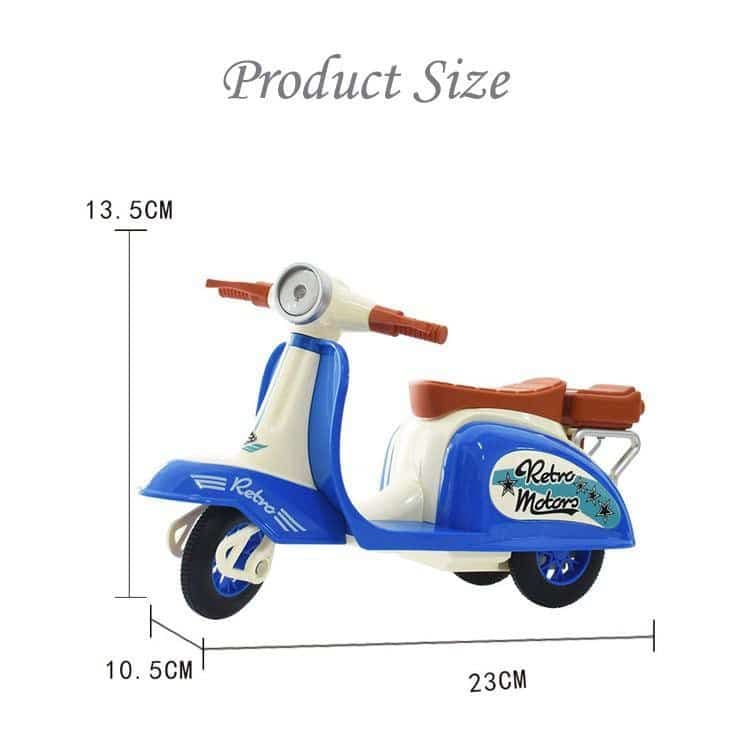 Product Size
13.5CM
Retro
Retro
Motors
10.5CM
23CM